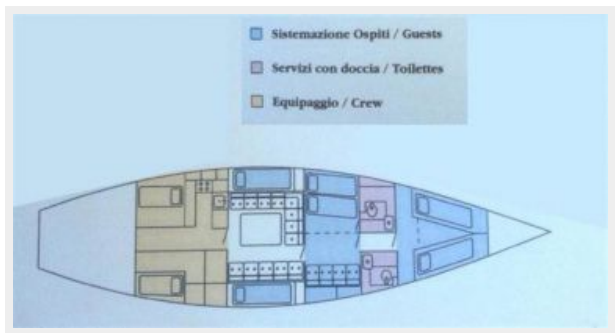 Sistemazione Ospiti / Guests
Servizi con doccia / Toilettes
Equipaggio / Crew